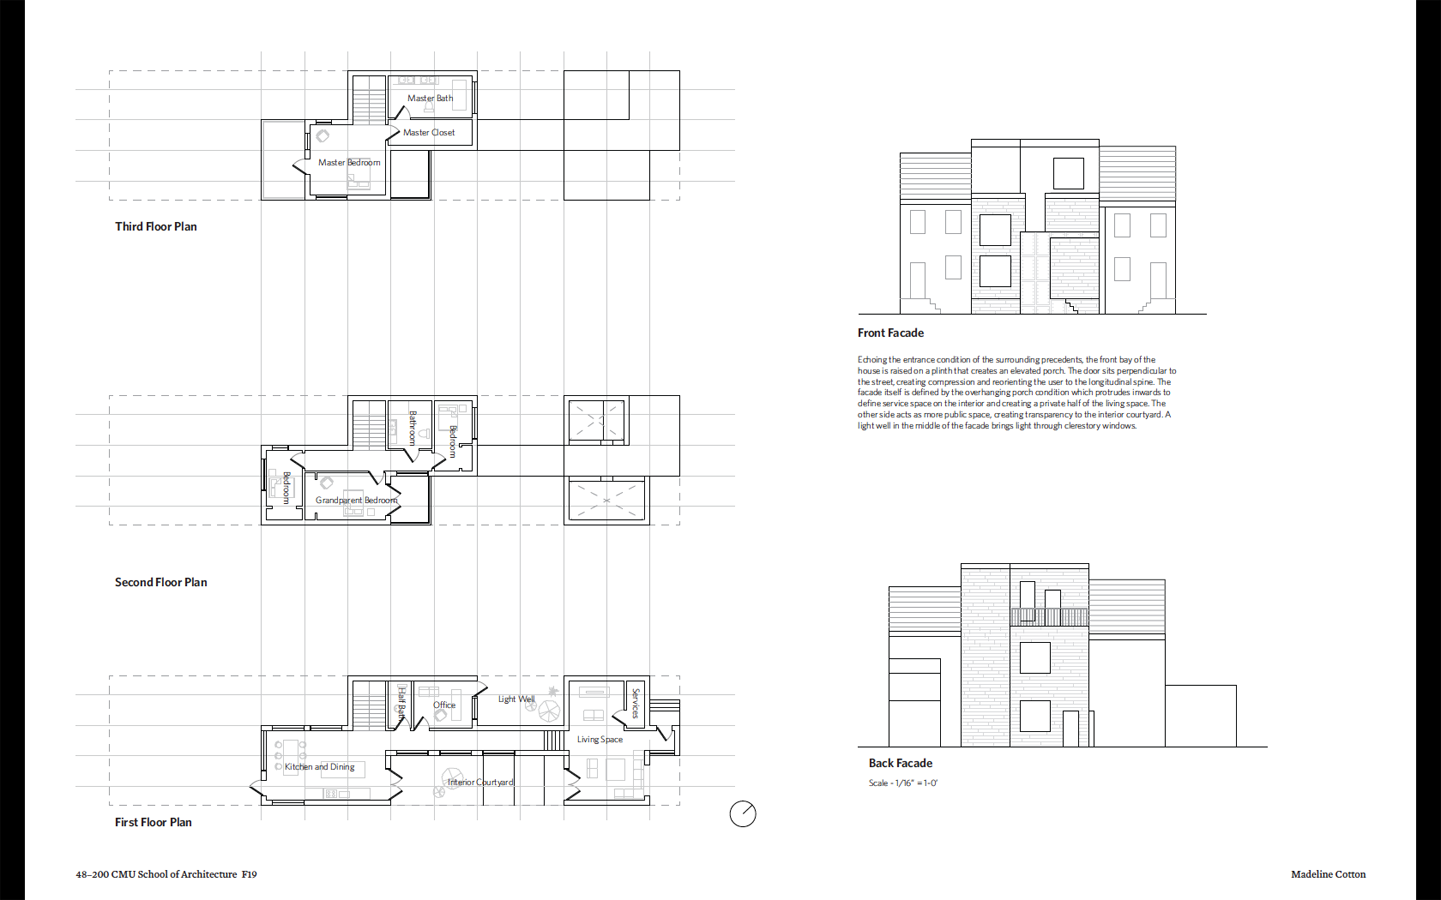 Master Bath
Master Closet
Master Bedroom
Third Floor Plan
Bathroom
Bedroom
Bedroom
Grandparent Bedroom
Second Floor Plan
Half Bath
Office
Light Well
Services
Living Space
Kitchen and Dining
Interior Courtyard
First Floor Plan
Front Facade
Echoing the entrance condition of the surrounding precedents, the front bay of the
house is raised on a plinth that creates an elevated porch. The door sits perpendicular to
the street, creating compression and reorienting the user to the longitudinal spine. The
facade itself is defined by the overhanging porch condition which protrudes inwards to
define service space on the interior and creating a private half of the living space. The
other side acts as more public space, creating transparency to the interior courtyard. A
light well in the middle of the facade brings light through clerestory windows.
Back Facade
Scale - 1/16" = 1-0'
48–200 CMU School of Architecture F19
Madeline Cotton